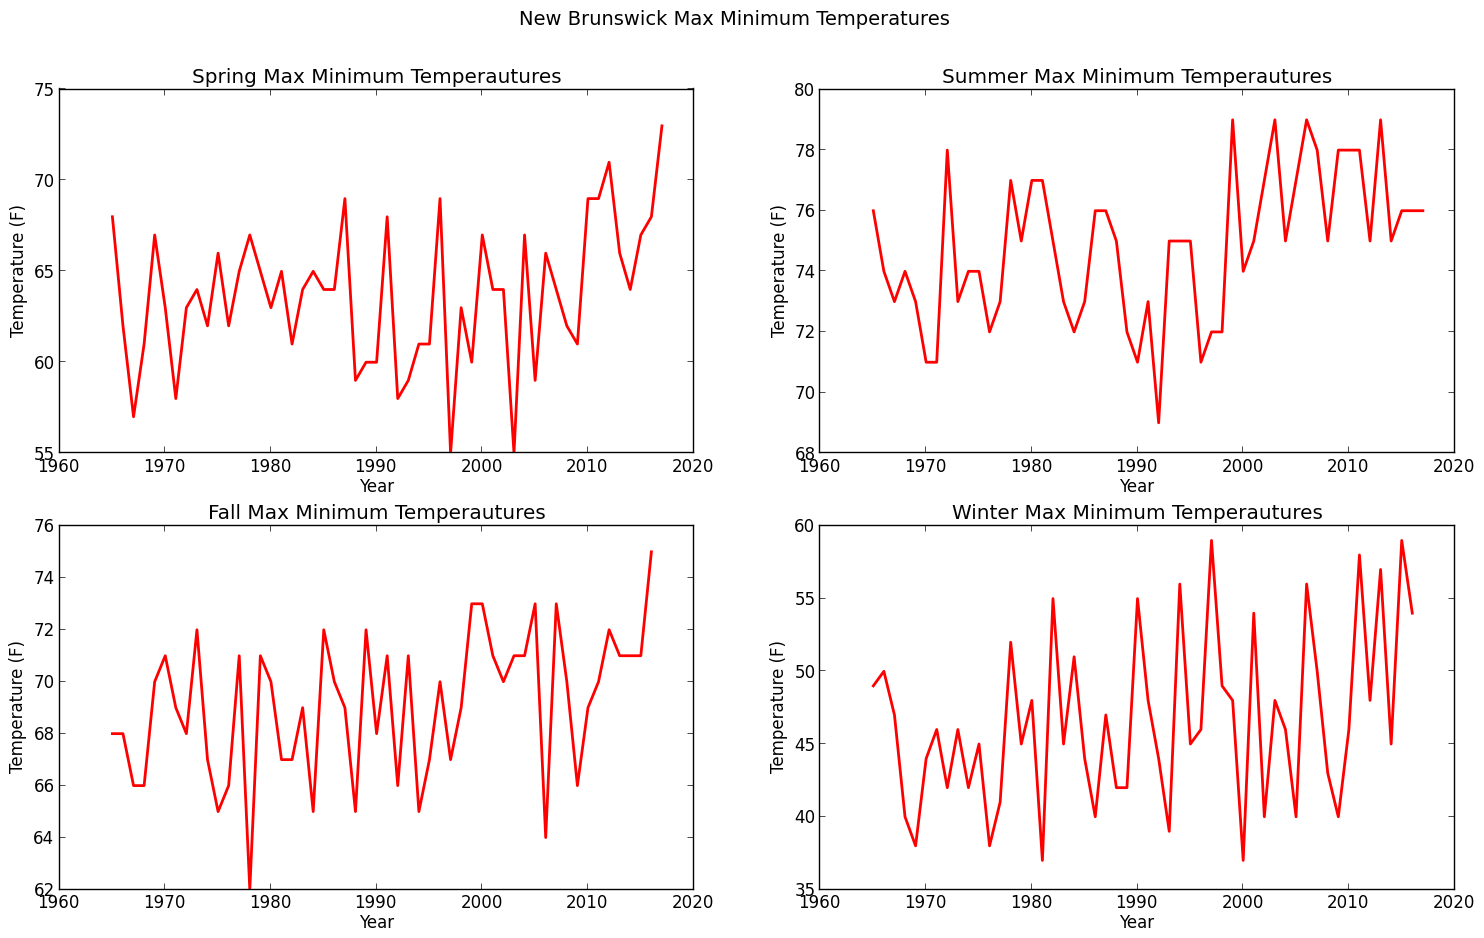 New Brunswick Max Minimum Temperatures
Spring Max Minimum Temperautures
75
70
65
60
55
Temperature (F)
1960 1970 1980 1990 2000 2010 2020
Year
Summer Max Minimum Temperautures
80
78
76
74
72
70
68
Temperature (F)
1960 1970 1980 1990 2000 2010 2020
Year
Fall Max Minimum Temperautures
76
74
72
70
68
66
64
62
Temperature (F)
1960 1970 1980 1990 2000 2010 2020
Year
Winter Max Minimum Temperautures
60
55
50
45
40
35
Temperature (F)
1960 1970 1980 1990 2000 2010 2020
Year